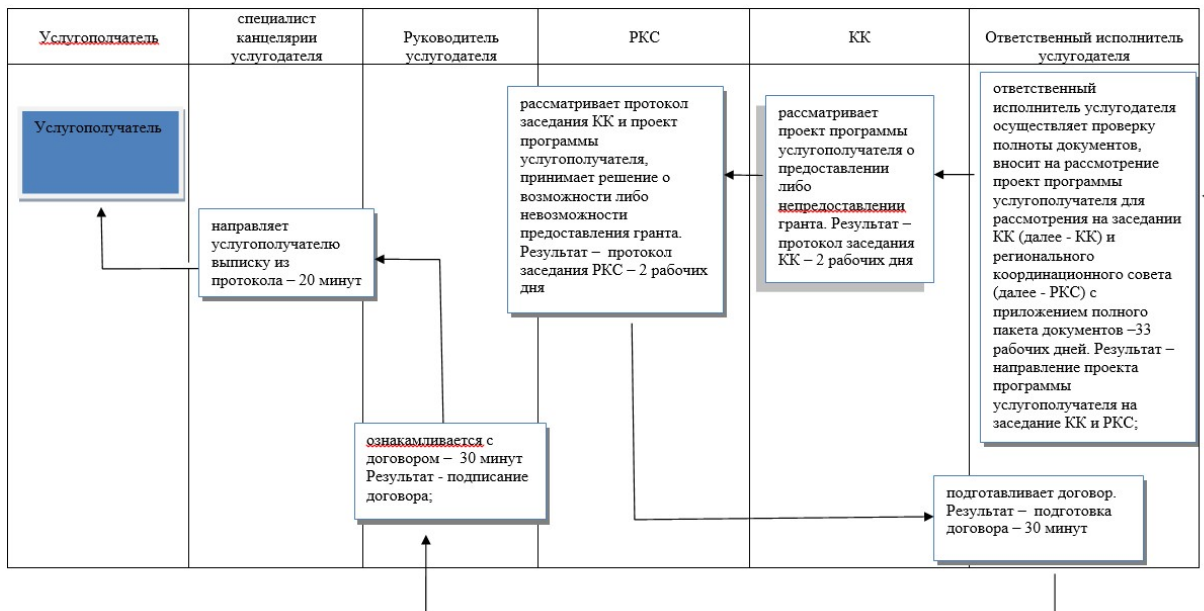 Услугополчатель
специалист
канцелярии
услугодателя
Руководитель
услугодателя
РКС
КК
Ответственный исполнитель
услугодателя
Услугополучатель
направляет
услугополучателю
выписку из
протокола – 20 минут
ознакамливается с
договором – 30 минут
Результат - подписание
договора;
рассматривает протокол
заседания КК и проект
программы
услугополучателя,
принимает решение о
возможности либо
невозможности
предоставления гранта.
Результат – протокол
заседания РКС – 2 рабочих
дня
рассматривает
проект программы
услугополучателя о
предоставлении
либо
непредоставлении
гранта. Результат –
протокол заседания
КК – 2 рабочих дня
ответственный
исполнитель услугодателя
осуществляет проверку
полноты документов,
вносит на рассмотрение
проект программы
услугополучателя для
рассмотрения на заседании
КК (далее - КК) и
регионального
координационного совета
(далее - РКС) с
приложением полного
пакета документов –33
рабочих дней. Результат –
направление проекта
программы
услугополучателя на
заседание КК и РКС;
подготавливает договор.
Результат – подготовка
договора – 30 минут